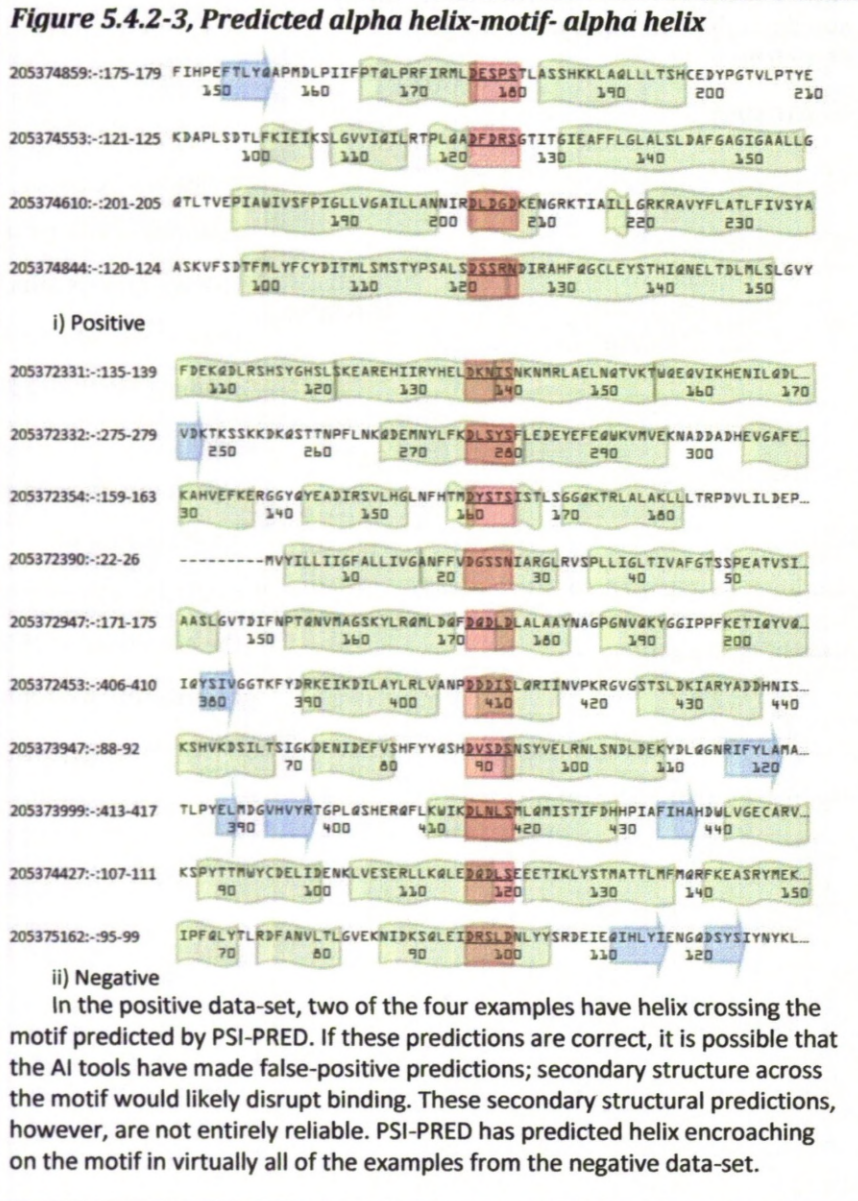 Figure 5.4.2-3, Predicted alpha helix-motif- alpha helix
205374859:-:175-179 FIHPEFTLYQAPMDLPIIFPTQLPRFIRMLDESPSTLASSHKKLAQLLLTSHCEDYPGTVLPTYE
150 160 170 180 190 200 210
205374553:-:121-125 KDAPLSDTLFKIEIKSLGVVIQILRTPLQADFDRSGTITGIEAFFLGLALSLDAFGAGIGAALLG
100 110 120 130 140 150
205374610:-:201-205 QTLTVEPIAWIVSFPIGLLLVGAILLANNIRDLDGDKENGRKTIAILLGRKRAVYFLATLFIVSYA
190 200 210 220 230
205374844:-:120-124 ASKVFSDTFMLYFCYDITMLSMSTYPSALSDSSRNDIRAHFQGCLEYSTHIQNELTDLMLSLGVY
100 110 120 130 140 150
i) Positive
205372331:-:135-139 FDEKQDLRSHSYGHSLSKEAREHIIRYHELDKNISNKNMRLAELNQTVKTWQEQVIKHENILQDL...
110 120 130 140 150 160 170
205372332:-:275-279 VDKTKSSKKDKQSTTNPFLNKQDEMNYLFKDLSYSFLEDEYEFEQWKVMVEKNADDADHEVGAFE...
250 260 270 280 290 300
205372354:-:159-163 KAHVEFKERGGYQYEADIRSVLHGLNFHTMDYSTSISTLSGGQKTRLALAKLLLTRPDVLILDEP...
30 140 150 160 170 180
205372390:-:22-26 ---------MVYILLIIGFALLIVGANFFVDGSSNIARGLRVSPLLIGLTIVAFGTSSPEATVSI...
10 20 30 40 50
205372947:-:171-175 AASLGVTDIFNPTQNVMAGSKYLRQMLDQFDQDLDLALAAYNAGPGNVQKYGGIPPFKETIQYVQ...
150 160 170 180 190 200
205372453:-:406-410 IQYSIVGGTKFYDRKEIKDILAYLRLVANPDDDISLQRIINVPKRGVGSTSLDKIARYADDHNIS...
380 390 400 410 420 430 440
205373947:-:88-92 KSHVKDSILTSIGKDENIDEFVSHFYYQSHDVSDSNSYVELRNLSNDLDEKYDLQGNRIFYLAMA...
70 80 90 100 110 120
205373999:-:413-417 TLPYELMDGVHVYRTGPLQSHERQFLKWIKDLNLSMLQMISTIFDHHPIAFIHAHDWLVGECARV...
390 400 410 420 430 440
205374427:-:107-111 KSPYTTMWYCDELIDENKLVESERLLKQLEDQDLSEEETIKLYSTMATTLMFMQRFKEASRYMEK...
90 100 110 120 130 140 150
205375162:-:95-99 IPFQLYTLRDFANVLTLGVEKNIDKSQLEIDRSLDNLYYSRDEIEQIHLYIENGQDSYSIYNYKL...
70 80 90 100 110 120
ii) Negative
In the positive data-set, two of the four examples have helix crossing the
motif predicted by PSI-PRED. If these predictions are correct, it is possible that
the AI tools have made false-positive predictions; secondary structure across
the motif would likely disrupt binding. These secondary structural predictions,
however, are not entirely reliable. PSI-PRED has predicted helix encroaching
on the motif in virtually all of the examples from the negative data-set.